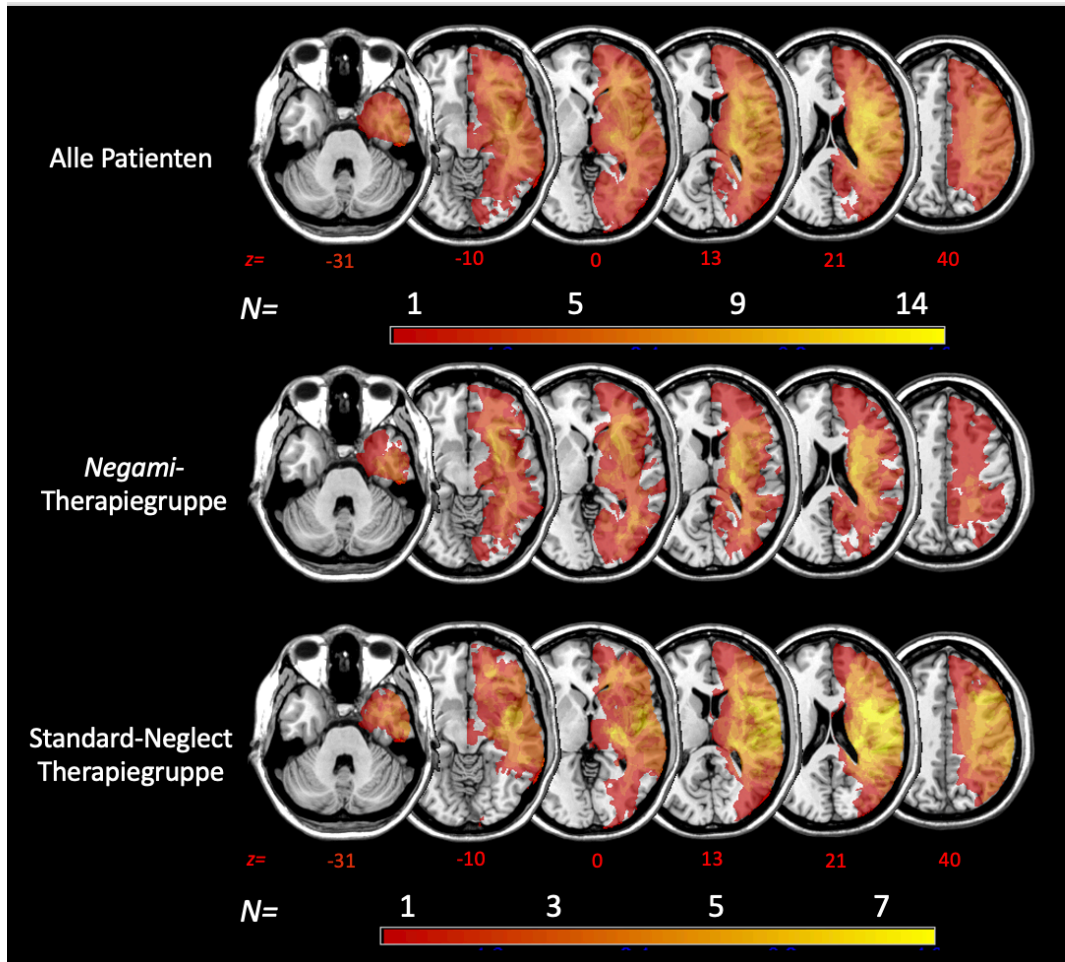 Alle Patienten
z= -31 -10 0 13 21 40
N= 1 5 9 14
Negami-
Therapiegruppe
Standard-Neglect
Therapiegruppe
z= -31 -10 0 13 21 40
N= 1 3 5 7